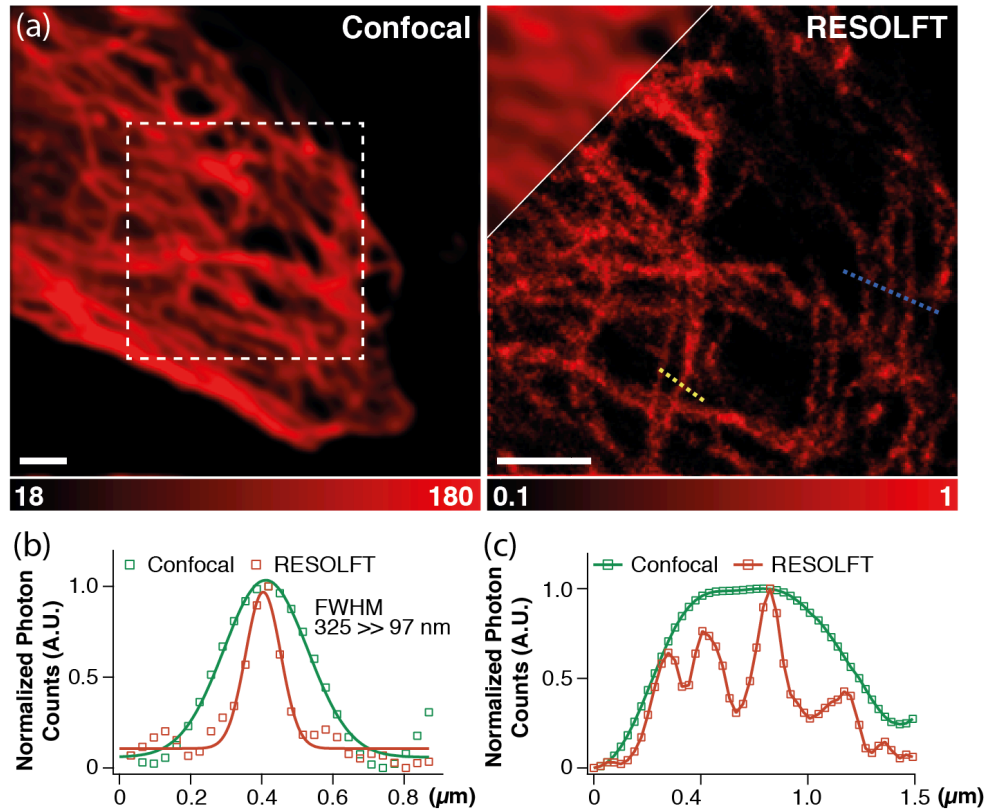 (a)
Confocal
RESOLFT
18
180
0.1
1
(b)
Confocal
RESOLFT
FWHM
325 >> 97 nm
Normalized Photon
Counts (A.U.)
1.0
0.5
0
0
0.2
0.4
0.6
0.8
(µm)
(c)
Confocal
RESOLFT
Normalized Photon
Counts (A.U.)
1.0
0.5
0
0
0.4
1.0
1.5
(µm)